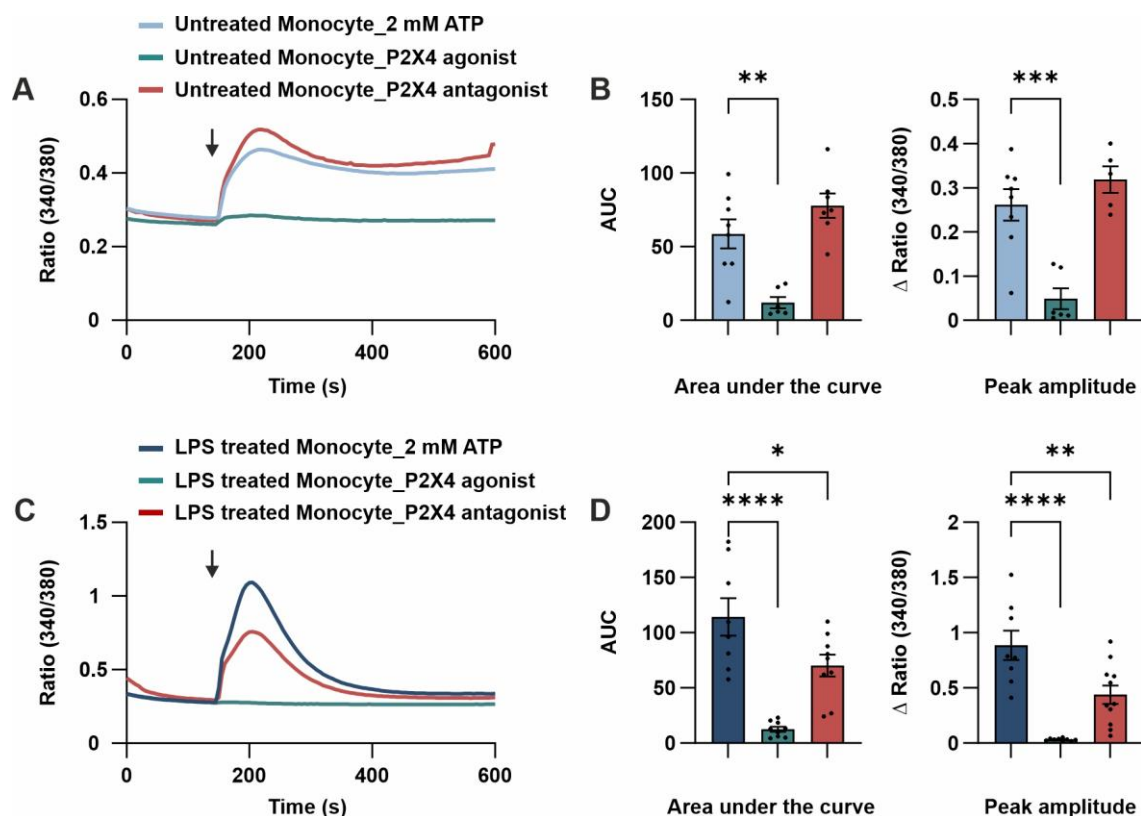 Untreated Monocyte_2 mM ATP
Untreated Monocyte_P2X4 agonist
Untreated Monocyte_P2X4 antagonist
A
0.6
0.4
0.2
0
Ratio (340/380)
0 200 400 600
Time (s)
B
**
150
100
50
0
AUC
Area under the curve
***
0.5
0.4
0.3
0.2
0.1
0
Δ Ratio (340/380)
Peak amplitude
LPS treated Monocyte_2 mM ATP
LPS treated Monocyte_P2X4 agonist
LPS treated Monocyte_P2X4 antagonist
C
1.5
1
0.5
0
Ratio (340/380)
0 200 400 600
Time (s)
D
*
****
200
150
100
50
0
AUC
Area under the curve
**
****
2
1.5
1
0.5
0
Δ Ratio (340/380)
Peak amplitude